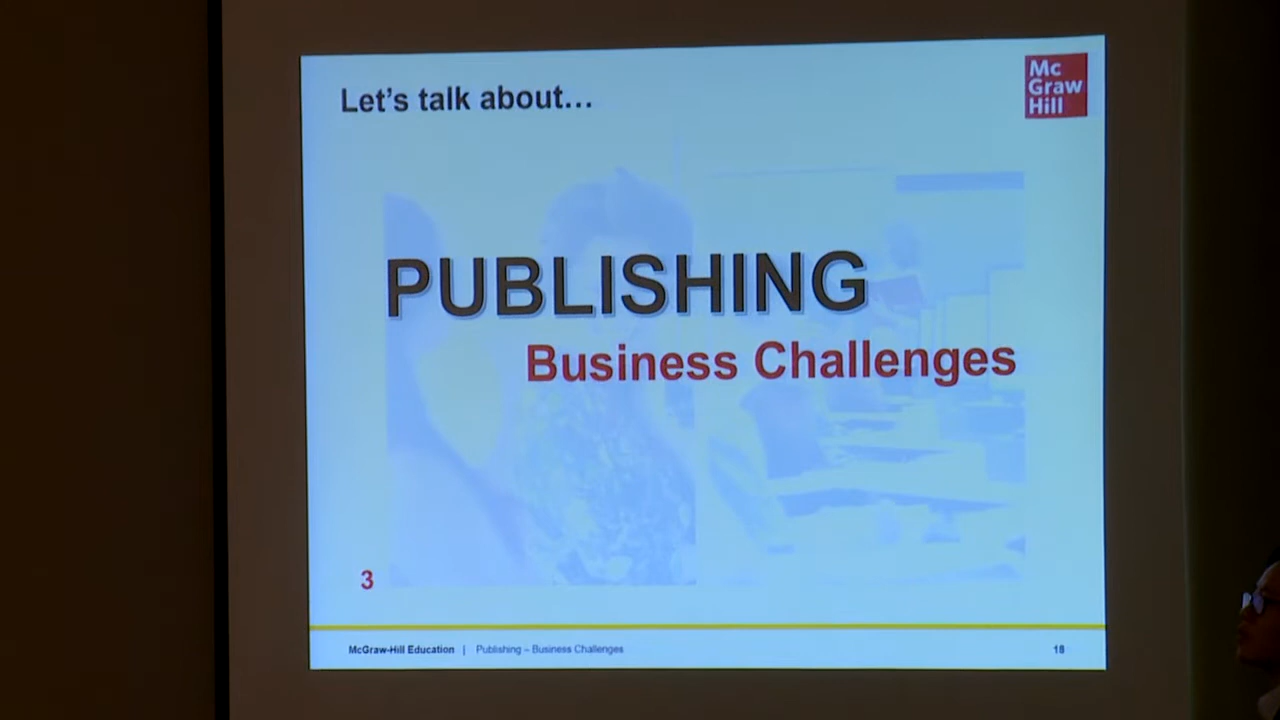 Let's talk about...
Mc
Graw
Hill
PUBLISHING
Business Challenges
3
McGraw-Hill Education | Publishing – Business Challenges
18